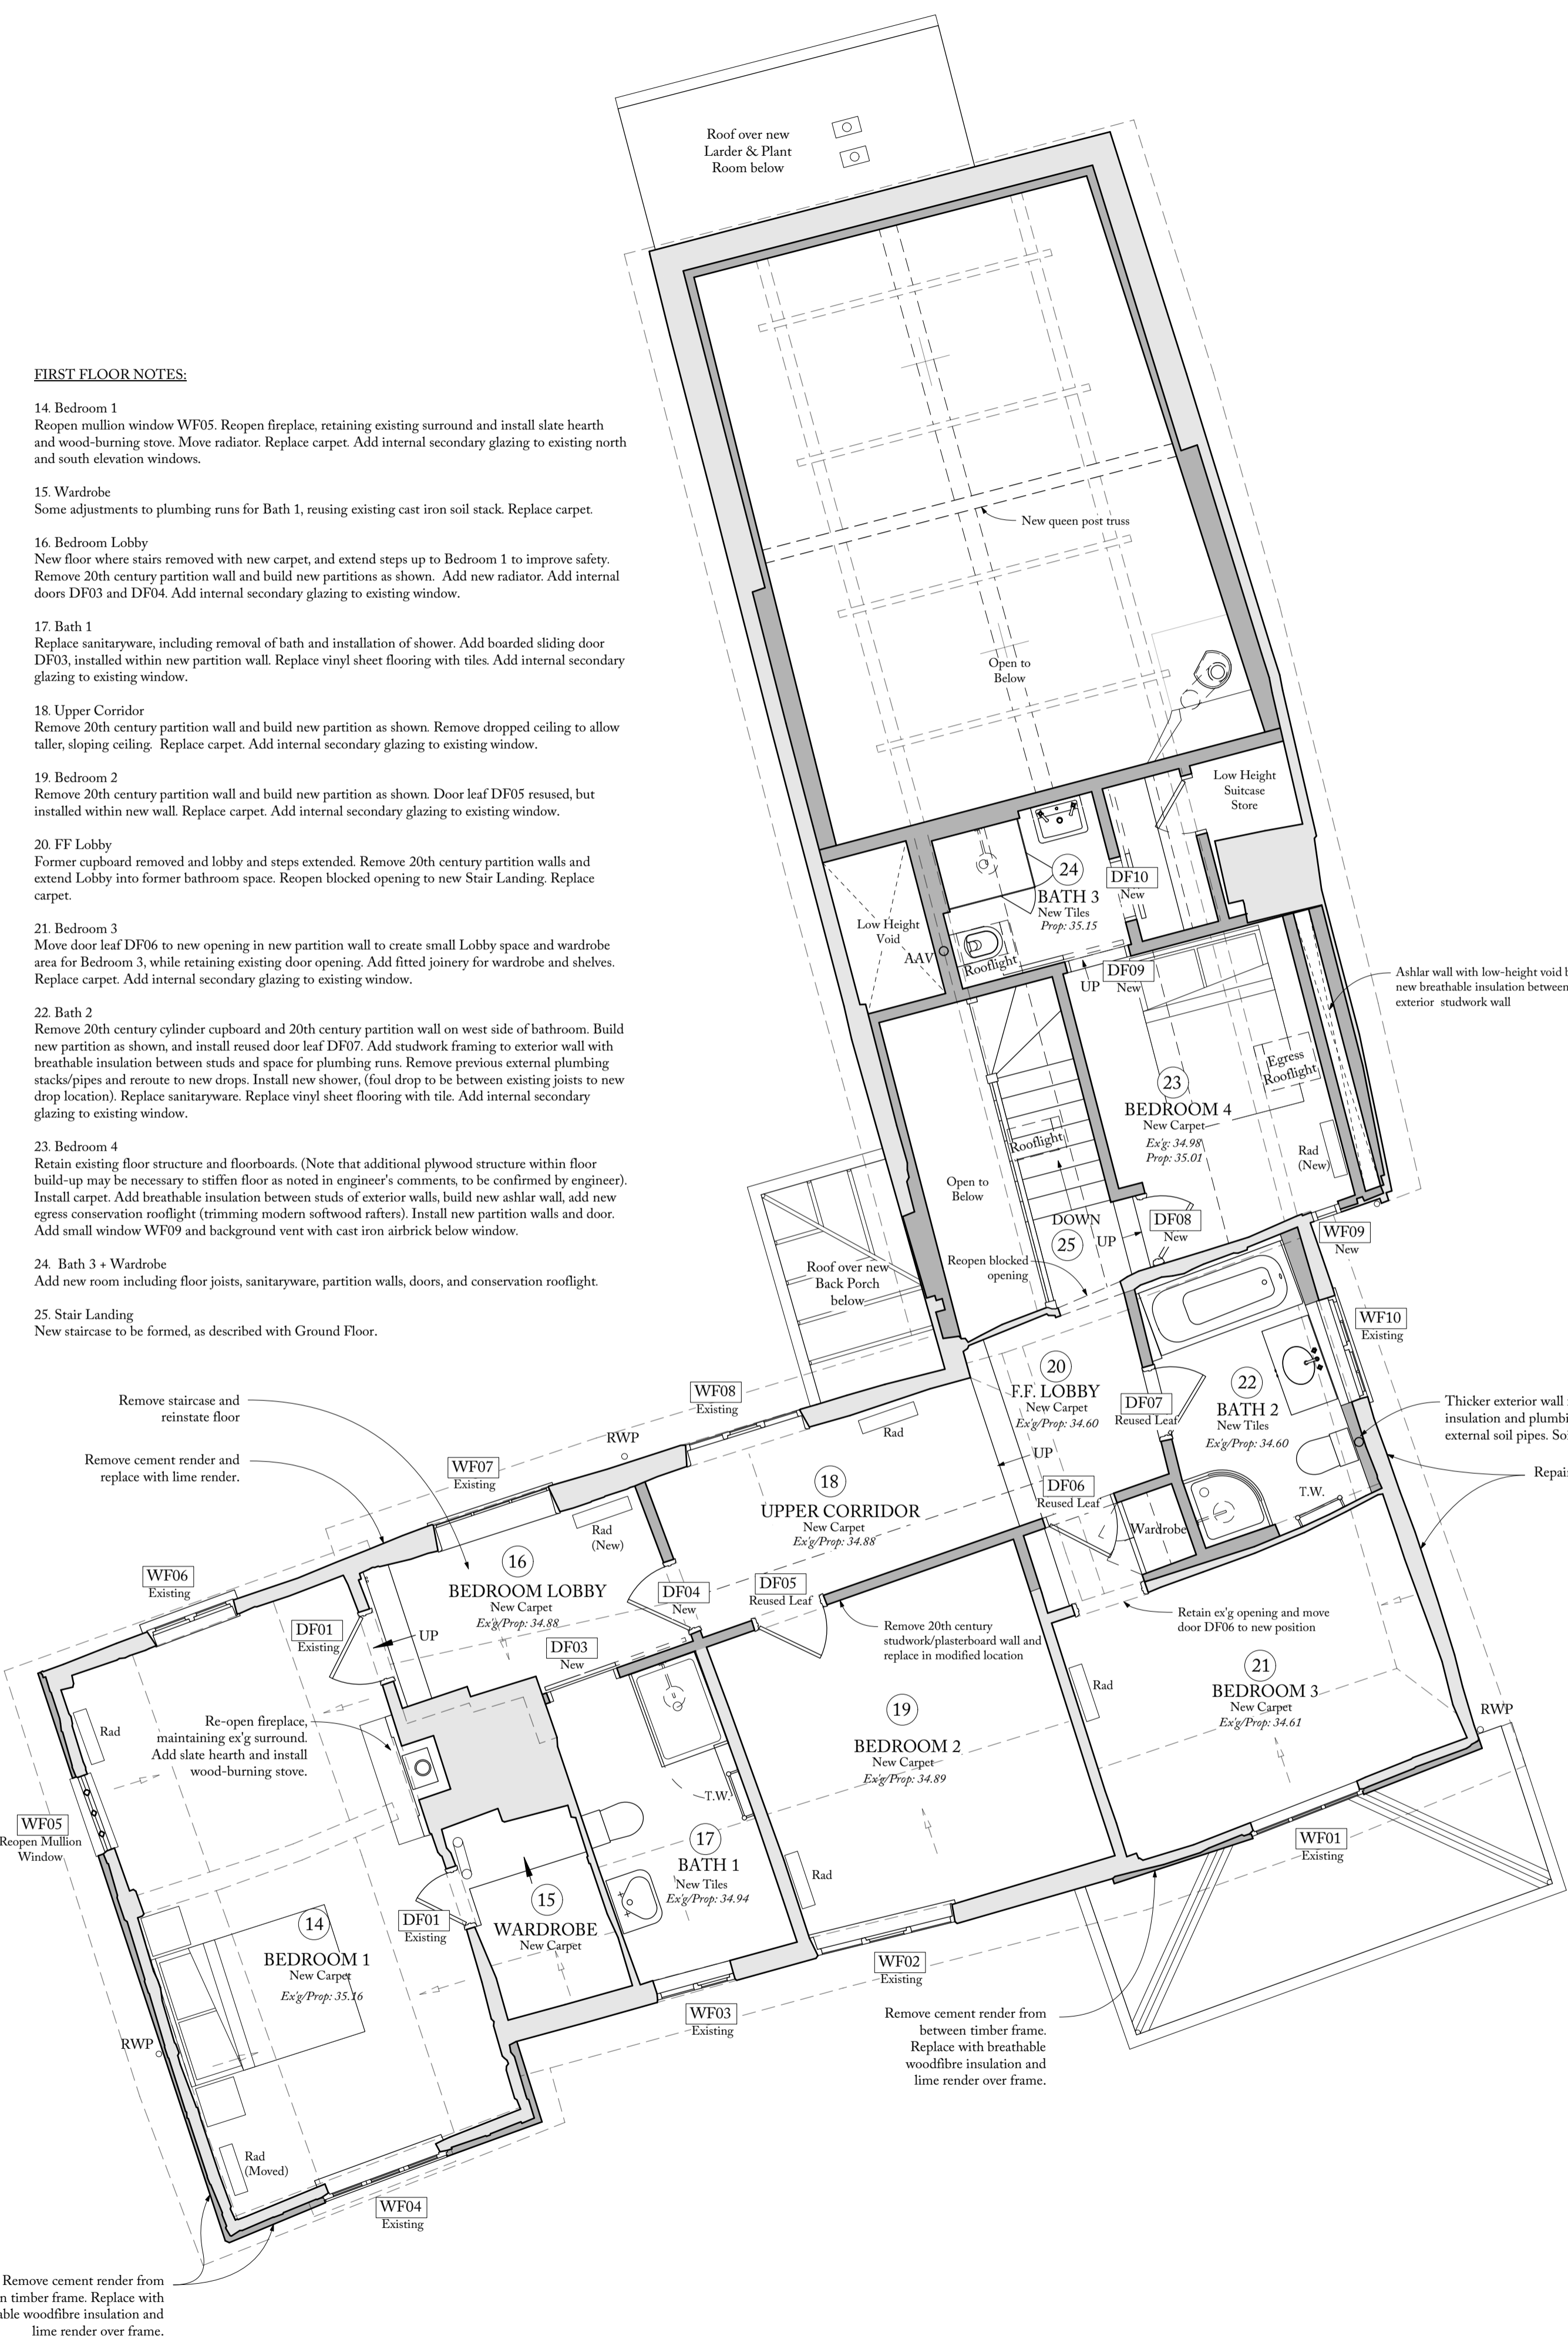 FIRST FLOOR NOTES:
14. Bedroom 1
Reopen mullion window WF05. Reopen fireplace, retaining existing surround and install slate hearth
and wood-burning stove. Move radiator. Replace carpet. Add internal secondary glazing to existing north
and south elevation windows.
15. Wardrobe
Some adjustments to plumbing runs for Bath 1, reusing existing cast iron soil stack. Replace carpet.
16. Bedroom Lobby
New floor where stairs removed with new carpet, and extend steps up to Bedroom 1 to improve safety.
Remove 20th century partition wall and build new partitions as shown.  Add new radiator. Add internal
doors DF03 and DF04. Add internal secondary glazing to existing window.
17. Bath 1
Replace sanitaryware, including removal of bath and installation of shower. Add boarded sliding door
DF03, installed within new partition wall. Replace vinyl sheet flooring with tiles. Add internal secondary
glazing to existing window.
18. Upper Corridor
Remove 20th century partition wall and build new partition as shown. Remove dropped ceiling to allow
taller, sloping ceiling.  Replace carpet. Add internal secondary glazing to existing window.
19. Bedroom 2
Remove 20th century partition wall and build new partition as shown. Door leaf DF05 resused, but
installed within new wall. Replace carpet. Add internal secondary glazing to existing window.
20. FF Lobby
Former cupboard removed and lobby and steps extended. Remove 20th century partition walls and
extend Lobby into former bathroom space. Reopen blocked opening to new Stair Landing. Replace
carpet.
21. Bedroom 3
Move door leaf DF06 to new opening in new partition wall to create small Lobby space and wardrobe
area for Bedroom 3, while retaining existing door opening. Add fitted joinery for wardrobe and shelves.
Replace carpet. Add internal secondary glazing to existing window.
22. Bath 2
Remove 20th century cylinder cupboard and 20th century partition wall on west side of bathroom. Build
new partition as shown, and install reused door leaf DF07. Add studwork framing to exterior wall with
breathable insulation between studs and space for plumbing runs. Remove previous external plumbing
stacks/pipes and reroute to new drops. Install new shower, (foul drop to be between existing joists to new
drop location). Replace sanitaryware. Replace vinyl sheet flooring with tile. Add internal secondary
glazing to existing window.
23. Bedroom 4
Retain existing floor structure and floorboards. (Note that additional plywood structure within floor
build-up may be necessary to stiffen floor as noted in engineer's comments, to be confirmed by engineer).
Install carpet. Add breathable insulation between studs of exterior walls, build new ashlar wall, add new
egress conservation rooflight (trimming modern softwood rafters). Install new partition walls and door.
Add small window WF09 and background vent with cast iron airbrick below window.
24.  Bath 3 + Wardrobe
Add new room including floor joists, sanitaryware, partition walls, doors, and conservation rooflight.
25. Stair Landing
New staircase to be formed, as described with Ground Floor.
Roof over new
Larder & Plant
Room below
New queen post truss
Open to
Below
Low Height
Suitcase
Store
24
BATH 3
New Tiles
Prop: 35.15
DF10
New
Low Height
Void
AAV
Rooflight
UP
DF09
New
Ashlar wall with low-height void
new breathable insulation between
exterior  studwork wall
Egress
Rooflight
23
BEDROOM 4
New Carpet
Ex'g: 34.98
Prop: 35.01
Rad
(New)
Rooflight
Open to
Below
DOWN
25
UP
DF08
New
WF09
New
Reopen blocked
opening
Roof over new
Back Porch
below
WF10
Existing
20
F.F. LOBBY
New Carpet
Ex'g/Prop: 34.60
DF07
Reused Leaf
22
BATH 2
New Tiles
Ex'g/Prop: 34.60
Thicker exterior wall
insulation and
external soil pipes.
T.W.
Remove staircase and
reinstate floor
WF08
Existing
RWP
Rad
UP
DF06
Reused Leaf
Wardrobe
Remove cement render and
replace with lime render.
WF07
Existing
18
UPPER CORRIDOR
New Carpet
Ex'g/Prop: 34.88
Rad
(New)
16
BEDROOM LOBBY
New Carpet
Ex'g/Prop: 34.88
WF06
Existing
DF04
New
DF05
Reused Leaf
DF01
Existing
UP
DF03
New
Remove 20th century
studwork/plasterboard wall and
replace in modified location
Retain ex'g opening and move
door DF06 to new position
21
BEDROOM 3
New Carpet
Ex'g/Prop: 34.61
Rad
RWP
Rad
Re-open fireplace,
maintaining ex'g surround.
Add slate hearth and install
wood-burning stove.
19
BEDROOM 2
New Carpet
Ex'g/Prop: 34.89
T.W.
WF05
Reopen Mullion
Window
17
BATH 1
New Tiles
Ex'g/Prop: 34.94
Rad
WF01
Existing
15
WARDROBE
New Carpet
DF01
Existing
14
BEDROOM 1
New Carpet
Ex'g/Prop: 35.16
WF02
Existing
WF03
Existing
Remove cement render from
between timber frame.
Replace with breathable
woodfibre insulation and
lime render over frame.
RWP
Rad
(Moved)
WF04
Existing
Remove cement render from
timber frame. Replace with
woodfibre insulation and
lime render over frame.